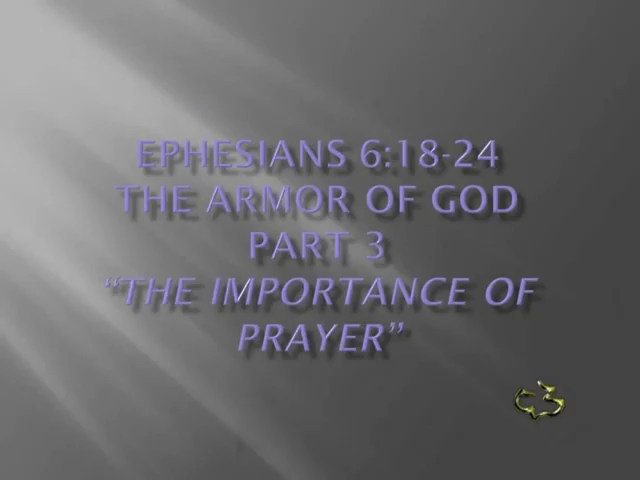 EPHESIANS 6:18-24
THE ARMOR OF GOD
PART 3
“THE IMPORTANCE OF
PRAYER”